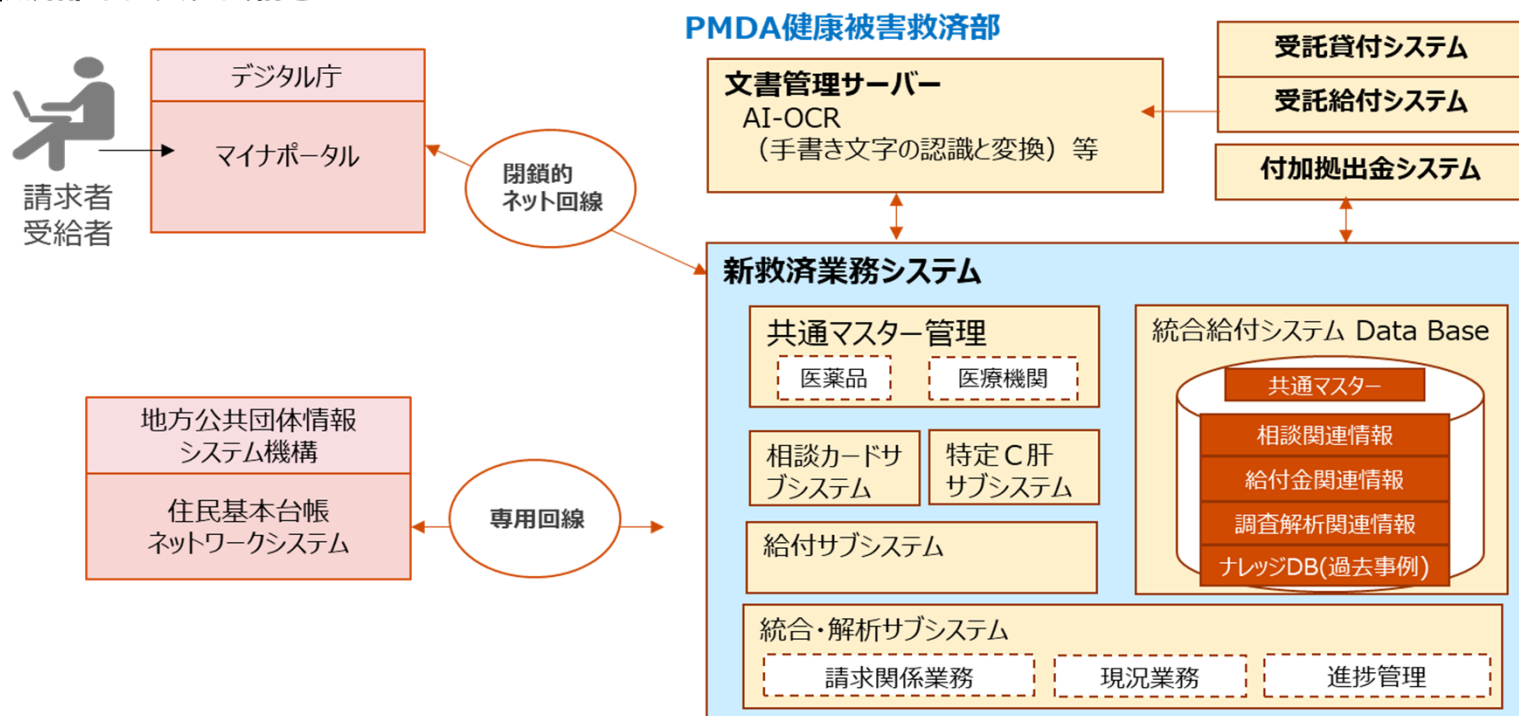 PMDA健康被害救済部
デジタル庁
マイナポータル
請求者
受給者
閉鎖的
ネット回線
文書管理サーバー
AI-OCR
（手書き文字の認識と変換）等
受託貸付システム
受託給付システム
付加拠出金システム
地方公共団体情報
システム機構
住民基本台帳
ネットワークシステム
専用回線
新救済業務システム
共通マスター管理
医薬品
医療機関
相談カードサ
ブシステム
特定C肝
サブシステム
給付サブシステム
統合給付システム Data Base
共通マスター
相談関連情報
給付金関連情報
調査解析関連情報
ナレッジDB(過去事例)
統合・解析サブシステム
請求関係業務
現況業務
進捗管理